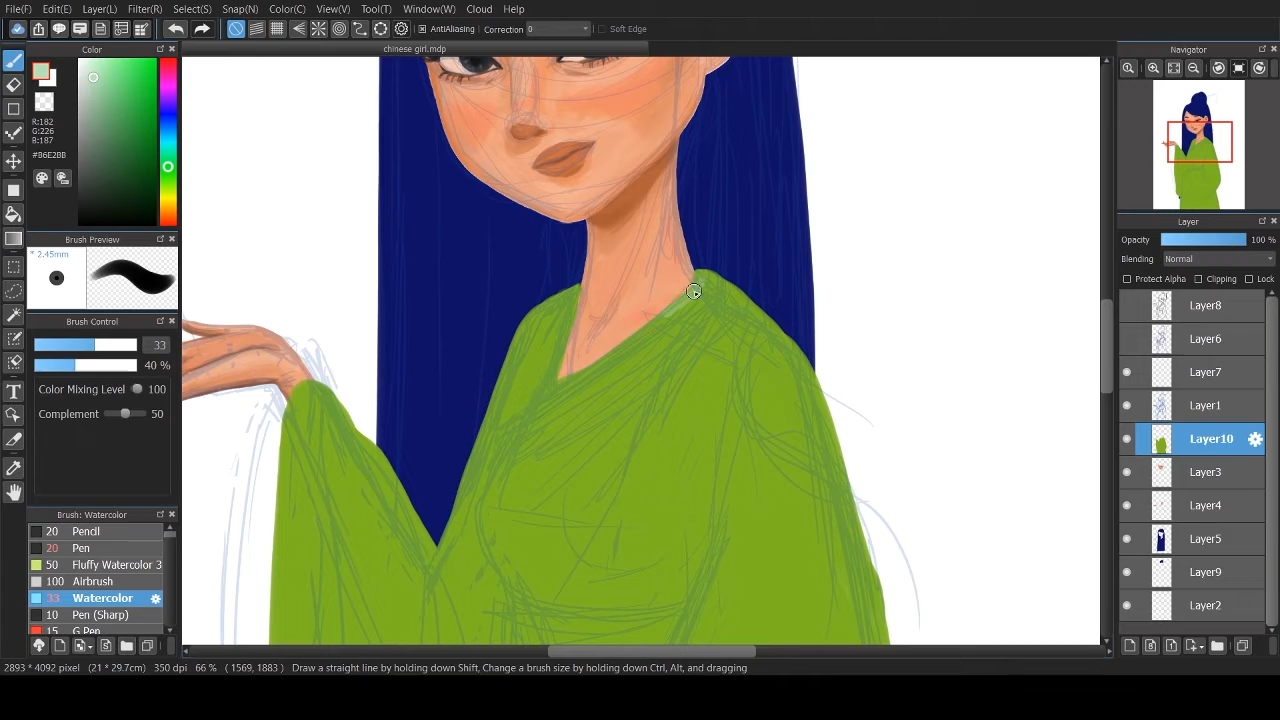 File(F) Edit(E) Layer(L) Filter(R) Select(S) Snap(N) Color(C) View(V) Tool(T) Window(W) Cloud Help
AntiAliasing Correction 0 Soft Edge
Color
chinese girl.mdp
Navigator
R:182
G:226
B:187
#B6E2BB
Brush Preview
* 2.45mm
Brush Control
33
40 %
Color Mixing Level 100
Complement 50
Brush: Watercolor
20 Pencil
20 Pen
50 Fluffy Watercolor 3
100 Airbrush
33 Watercolor
10 Pen (Sharp)
15 G Pen
Layer
Opacity 100 %
Blending Normal
Protect Alpha Clipping Lock
Layer8
Layer6
Layer7
Layer1
Layer10
Layer3
Layer4
Layer5
Layer9
Layer2
2893 * 4092 pixel (21 * 29.7cm) 350 dpi 66 % ( 1569, 1883 ) Draw a straight line by holding down Shift, Change a brush size by holding down Ctrl, Alt, and dragging